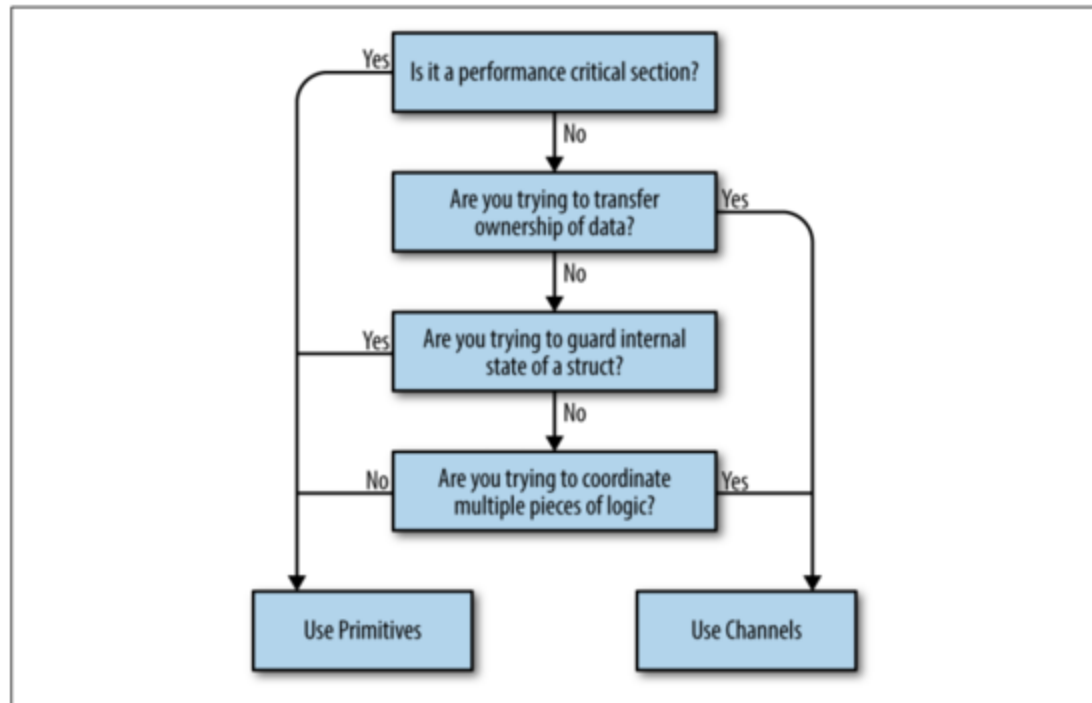 Yes
Is it a performance critical section?
No
Are you trying to transfer
ownership of data?
Yes
No
Yes
Are you trying to guard internal
state of a struct?
No
No
Are you trying to coordinate
multiple pieces of logic?
Yes
Use Primitives
Use Channels